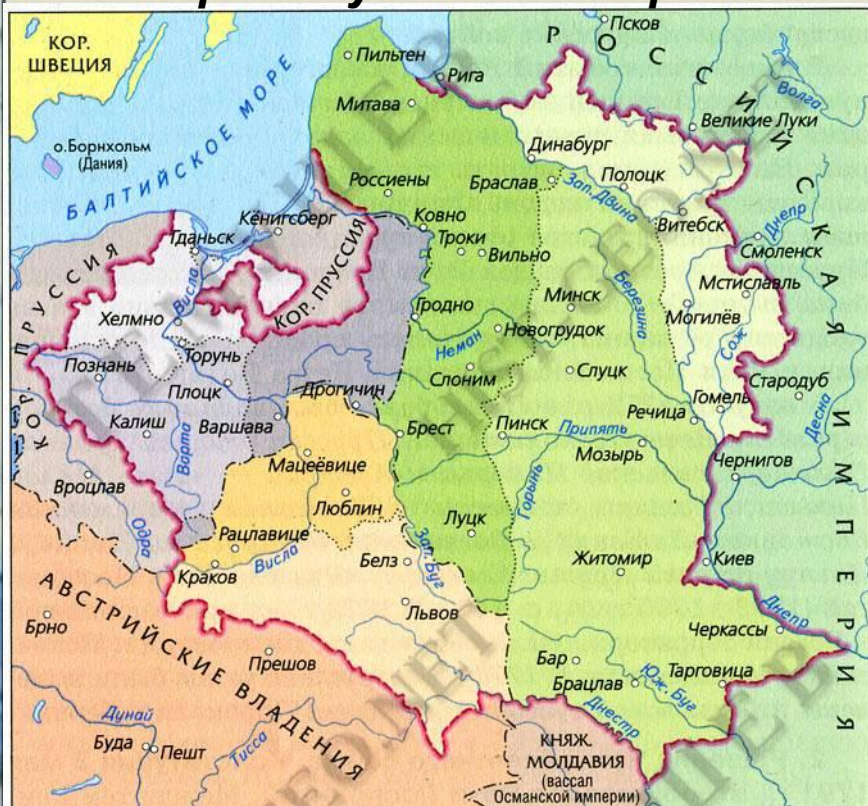 КОР.
ШВЕЦИЯ
о.Борнхольм
(Дания)
БАЛТИЙСКОЕ МОРЕ
РОССИЙСКАЯ ИМПЕРИЯ
Псков
Пильтен
Рига
Митава
Волга
Великие Луки
Динабург
Россиены
Браслав
Зап. Двина
Полоцк
Кёнигсберг
Ковно
Витебск
Днепр
Гданьск
Троки
Вильно
Смоленск
КОР. ПРУССИЯ
Висла
КОР. ПРУССИЯ
Березина
Мстиславль
Хелмно
Гродно
Минск
Могилёв
Новогрудок
Неман
Сож
Познань
Торунь
Слоним
Слуцк
Стародуб
Плоцк
Дрогичин
Гомель
Речица
Десна
Калиш
Варшава
Брест
Пинск
Припять
Варта
Мозырь
Мацеёвице
Чернигов
Вроцлав
Люблин
Горынь
Одра
Луцк
Рацлавице
Зап. Буг
Киев
Краков
Висла
Белз
Житомир
АВСТРИЙСКИЕ ВЛАДЕНИЯ
Львов
Днепр
Брно
Черкассы
Прешов
Бар
Брацлав
Юж. Буг
Тарговица
Дунай
Днестр
Буда
Пешт
Тисса
КНЯЖ.
МОЛДАВИЯ
(вассал
Османской империи)